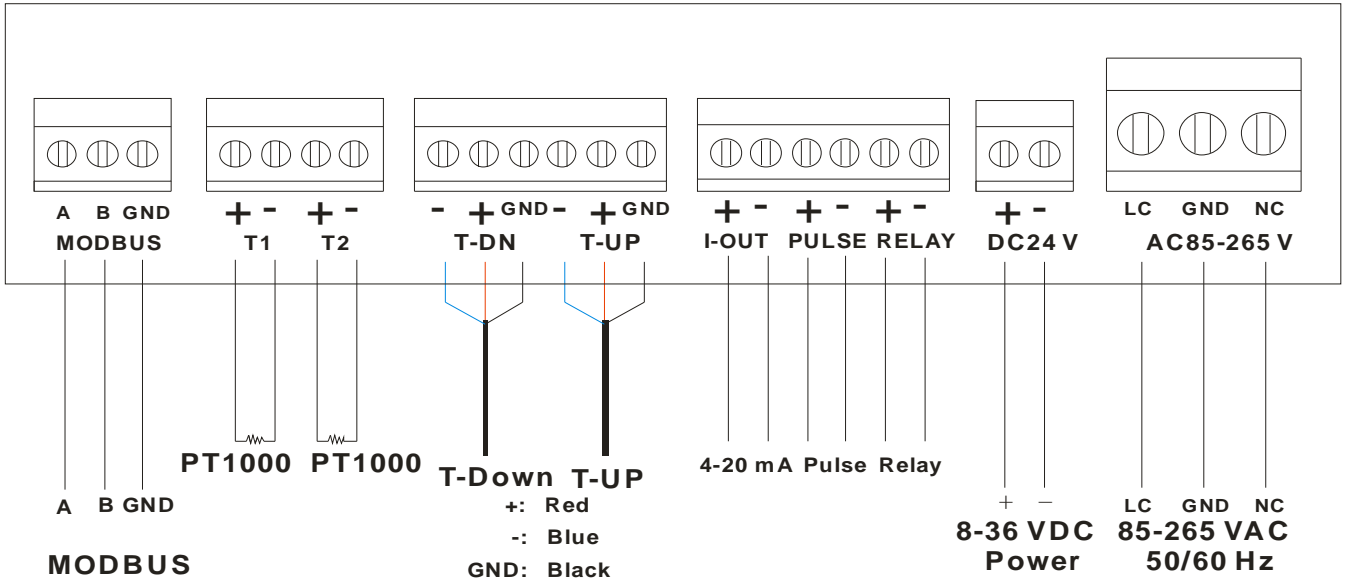 A B GND
MODBUS
+ - + -
T1 T2
- + GND - + GND
T-DN T-UP
+ - + - + -
I-OUT PULSE RELAY
+ -
DC24 V
LC GND NC
AC85-265 V
PT1000 PT1000
T-Down T-UP
+: Red
-: Blue
GND: Black
4-20 mA Pulse Relay
A B GND
MODBUS
+ −
8-36 VDC
Power
LC GND NC
85-265 VAC
50/60 Hz